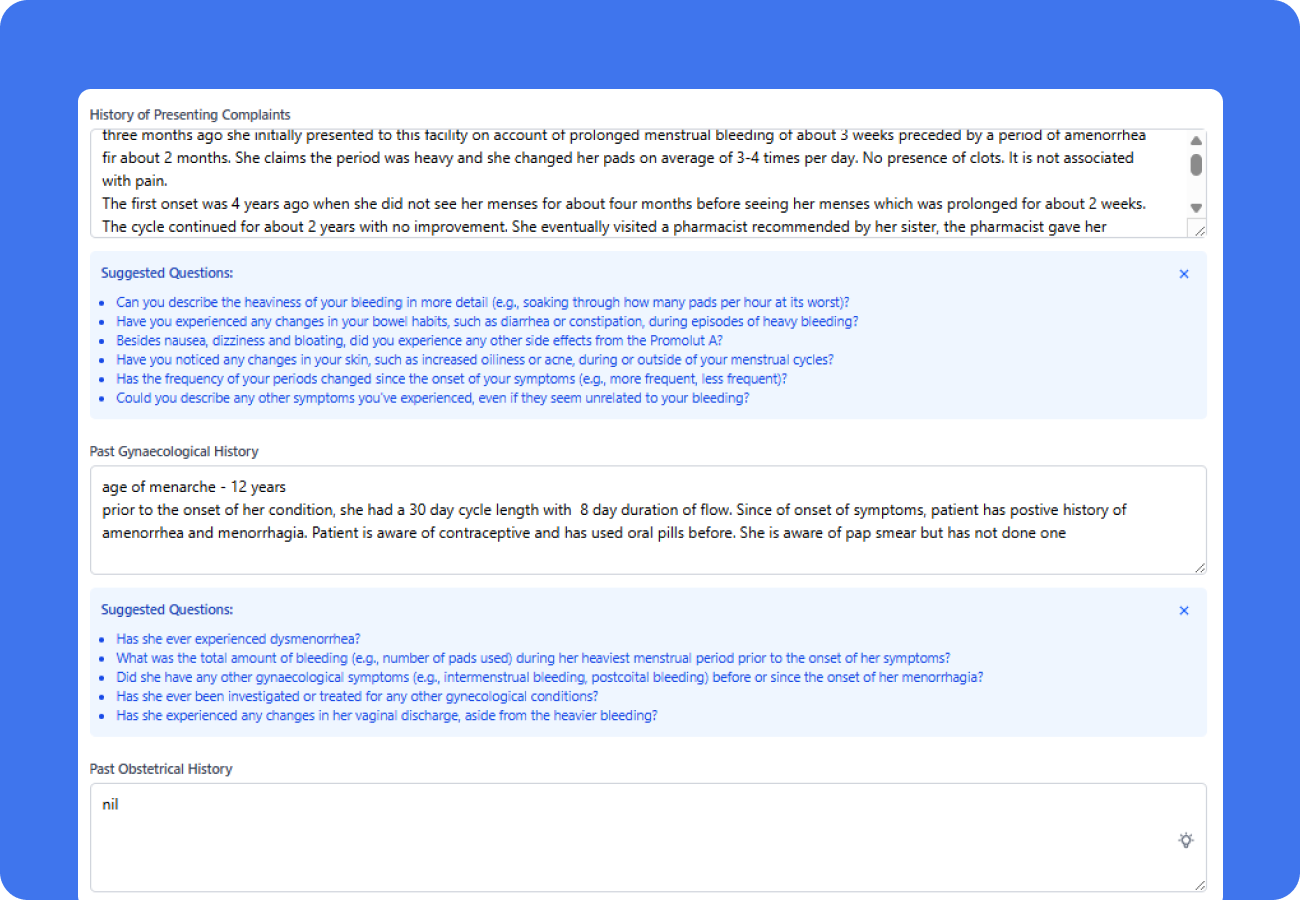 History of Presenting Complaints
three months ago she initially presented to this facility on account of prolonged menstrual bleeding of about 3 weeks preceded by a period of amenorrhea
fir about 2 months. She claims the period was heavy and she changed her pads on average of 3-4 times per day. No presence of clots. It is not associated
with pain.
The first onset was 4 years ago when she did not see her menses for about four months before seeing her menses which was prolonged for about 2 weeks.
The cycle continued for about 2 years with no improvement. She eventually visited a pharmacist recommended by her sister, the pharmacist gave her
Suggested Questions:
Can you describe the heaviness of your bleeding in more detail (e.g., soaking through how many pads per hour at its worst)?
Have you experienced any changes in your bowel habits, such as diarrhea or constipation, during episodes of heavy bleeding?
Besides nausea, dizziness and bloating, did you experience any other side effects from the Promolut A?
Have you noticed any changes in your skin, such as increased oiliness or acne, during or outside of your menstrual cycles?
Has the frequency of your periods changed since the onset of your symptoms (e.g., more frequent, less frequent)?
Could you describe any other symptoms you've experienced, even if they seem unrelated to your bleeding?
Past Gynaecological History
age of menarche - 12 years
prior to the onset of her condition, she had a 30 day cycle length with  8 day duration of flow. Since of onset of symptoms, patient has postive history of
amenorrhea and menorrhagia. Patient is aware of contraceptive and has used oral pills before. She is aware of pap smear but has not done one
Suggested Questions:
Has she ever experienced dysmenorrhea?
What was the total amount of bleeding (e.g., number of pads used) during her heaviest menstrual period prior to the onset of her symptoms?
Did she have any other gynaecological symptoms (e.g., intermenstrual bleeding, postcoital bleeding) before or since the onset of her menorrhagia?
Has she ever been investigated or treated for any other gynecological conditions?
Has she experienced any changes in her vaginal discharge, aside from the heavier bleeding?
Past Obstetrical History
nil